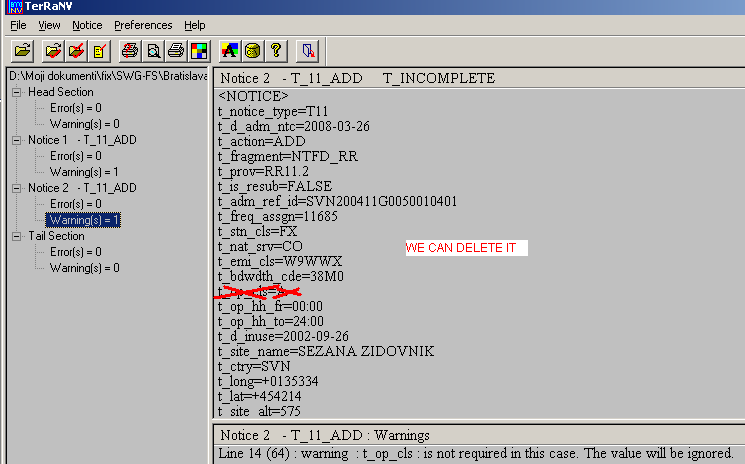 TerRaNV
File View Notice Preferences Help
D:\Moji dokumenti\fix\SWG-FS\Bratislava
Head Section
Error(s) = 0
Warning(s) = 0
Notice 1 - T_11_ADD
Error(s) = 0
Warning(s) = 1
Notice 2 - T_11_ADD
Error(s) = 0
Warning(s) = 1
Tail Section
Error(s) = 0
Warning(s) = 0
Notice 2 - T_11_ADD T_INCOMPLETE
<NOTICE>
t_notice_type=T11
t_d_adm_ntc=2008-03-26
t_action=ADD
t_fragment=NTFD_RR
t_prov=RR11.2
t_is_resub=FALSE
t_adm_ref_id=SVN200411G0050010401
t_freq_assgn=11685
t_stn_cls=FX
t_nat_srv=CO
WE CAN DELETE IT
t_emi_cls=W9WWX
t_bdwdth_cde=38M0
t_op_cls=
t_op_hh_fr=00:00
t_op_hh_to=24:00
t_d_inuse=2002-09-26
t_site_name=SEZANA ZIDOVNIK
t_ctry=SVN
t_long=+0135334
t_lat=+454214
t_site_alt=575
Notice 2 - T_11_ADD : Warnings
Line 14 (64) : warning : t_op_cls : is not required in this case. The value will be ignored.